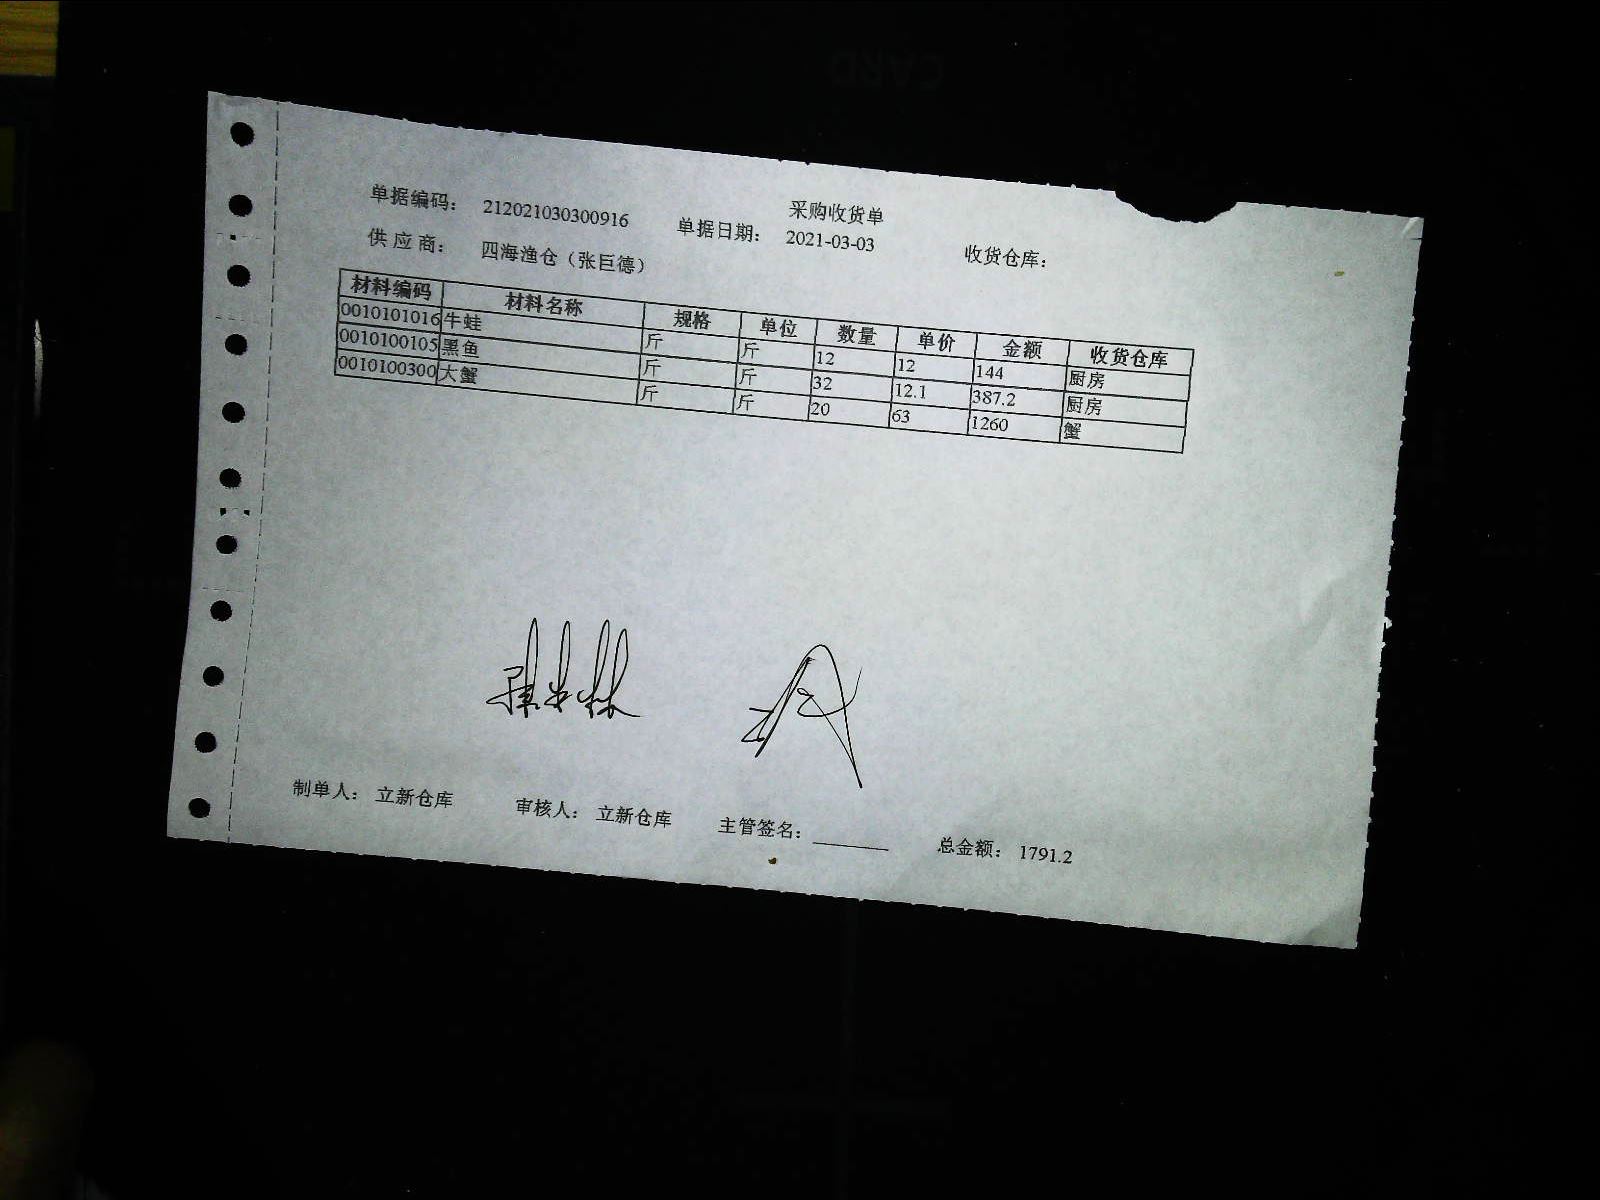 采购收货单
单据编码： 212021030300916 单据日期： 2021-03-03 收货仓库：
供应商： 四海渔仓（张巨德）
材料编码 材料名称 规格 单位 数量 单价 金额 收货仓库
0010101016 牛蛙 斤 斤 12 12 144 厨房
0010100105 黑鱼 斤 斤 32 12.1 387.2 厨房
0010100300 大蟹 斤 斤 20 63 1260 蟹
制单人： 立新仓库 审核人： 立新仓库 主管签名： 总金额： 1791.2